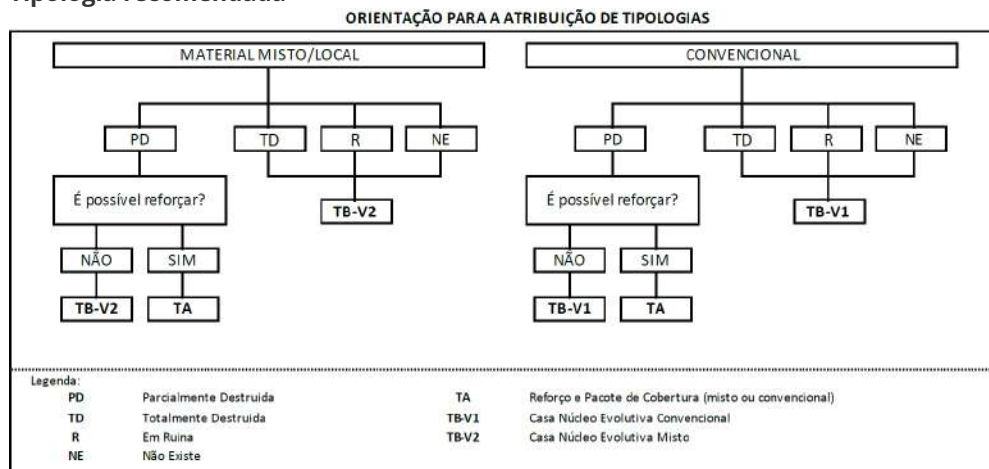 Tipologia recomendada
ORIENTAÇÃO PARA A ATRIBUIÇÃO DE TIPOLOGIAS
MATERIAL MISTO/LOCAL CONVENCIONAL
PD TD R NE PD TD R NE
É possível reforçar? TB-V2 É possível reforçar? TB-V1
NÃO SIM NÃO SIM
TB-V2 TA TB-V1 TA
Legenda:
PD Parcialmente Destruida TA Reforço e Pacote de Cobertura (misto ou convencional)
TD Totalmente Destruida TB-V1 Casa Núcleo Evolutiva Convencional
R Em Ruina TB-V2 Casa Núcleo Evolutiva Misto
NE Não Existe